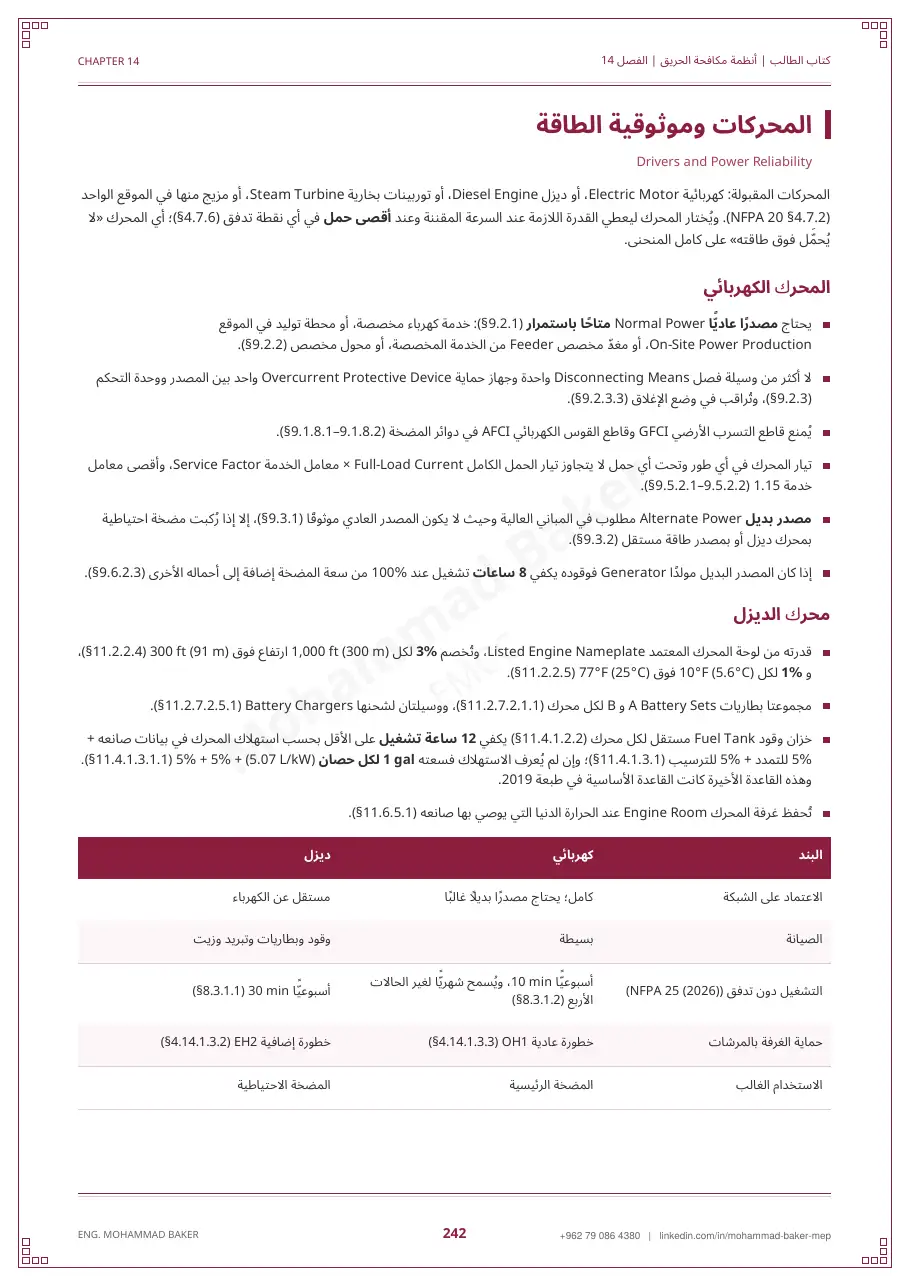 كتاب الطالب | أنظمة مكافحة الحريق | الفصل 14
CHAPTER 14
المحركات وموثوقية الطاقة
Drivers and Power Reliability
المحركات المقبولة: كهربائية Electric Motor، أو ديزل Diesel Engine، أو توربينات بخارية Steam Turbine، أو مزيج منها في الموقع الواحد
(NFPA 20 §4.7.2). ويُختار المحرك ليعطي القدرة اللازمة عند السرعة المقننة وعند أقصى حمل في أي نقطة تدفق (§4.7.6)؛ أي المحرك «لا
يُحمَّل فوق طاقته» على كامل المنحنى.
المحرك الكهربائي
يحتاج مصدرًا عاديًّا Normal Power متاحًا باستمرار (§9.2.1): خدمة كهرباء مخصصة، أو محطة توليد في الموقع
On-Site Power Production، أو مغذّ مخصص Feeder من الخدمة المخصصة، أو محول مخصص (§9.2.2).
لا أكثر من وسيلة فصل Disconnecting Means واحدة وجهاز حماية Overcurrent Protective Device واحد بين المصدر ووحدة التحكم
(§9.2.3)، وتُراقب في وضع الإغلاق (§9.2.3.3).
يُمنع قاطع التسرب الأرضي GFCI وقاطع القوس الكهربائي AFCI في دوائر المضخة (§9.1.8.1–9.1.8.2).
تيار المحرك في أي طور وتحت أي حمل لا يتجاوز تيار الحمل الكامل Full-Load Current × معامل الخدمة Service Factor، وأقصى معامل
خدمة 1.15 (§9.5.2.1–9.5.2.2).
مصدر بديل Alternate Power مطلوب في المباني العالية وحيث لا يكون المصدر العادي موثوقًا (§9.3.1)، إلا إذا رُكبت مضخة احتياطية
بمحرك ديزل أو بمصدر طاقة مستقل (§9.3.2).
إذا كان المصدر البديل مولدًا Generator فوقوده يكفي 8 ساعات تشغيل عند 100% من سعة المضخة إضافة إلى أحماله الأخرى (§9.6.2.3).
محرك الديزل
قدرته من لوحة المحرك المعتمد Listed Engine Nameplate، وتُخصم 3% لكل 1,000 ft (300 m) ارتفاع فوق 300 ft (91 m) (§11.2.2.4)،
و 1% لكل 10°F (5.6°C) فوق 77°F (25°C) (§11.2.2.5).
مجموعتا بطاريات A Battery Sets و B لكل محرك (§11.2.7.2.1.1)، ووسيلتان لشحنها Battery Chargers (§11.2.7.2.5.1).
خزان وقود Fuel Tank مستقل لكل محرك (§11.4.1.2.2) يكفي 12 ساعة تشغيل على الأقل بحسب استهلاك المحرك في بيانات صانعه +
5% للتمدد + 5% للترسيب (§11.4.1.3.1)؛ وإن لم يُعرف الاستهلاك فسعته 1 gal لكل حصان (5.07 L/kW) + 5% + 5% (§11.4.1.3.1.1).
وهذه القاعدة الأخيرة كانت القاعدة الأساسية في طبعة 2019.
تُحفظ غرفة المحرك Engine Room عند الحرارة الدنيا التي يوصي بها صانعه (§11.6.5.1).
البند كهربائي ديزل
الاعتماد على الشبكة كامل؛ يحتاج مصدرًا بديلًا غالبًا مستقل عن الكهرباء
الصيانة بسيطة وقود وبطاريات وتبريد وزيت
التشغيل دون تدفق (NFPA 25 (2026)) أسبوعيًّا 10 min، ويُسمح شهريًّا لغير الحالات الأربع (§8.3.1.2) أسبوعيًّا 30 min (§8.3.1.1)
حماية الغرفة بالمرشات خطورة عادية OH1 (§4.14.1.3.3) خطورة إضافية EH2 (§4.14.1.3.2)
الاستخدام الغالب المضخة الرئيسية المضخة الاحتياطية
Mohammad Baker
ENG. MOHAMMAD BAKER
242
+962 79 086 4380 | linkedin.com/in/mohammad-baker-mep